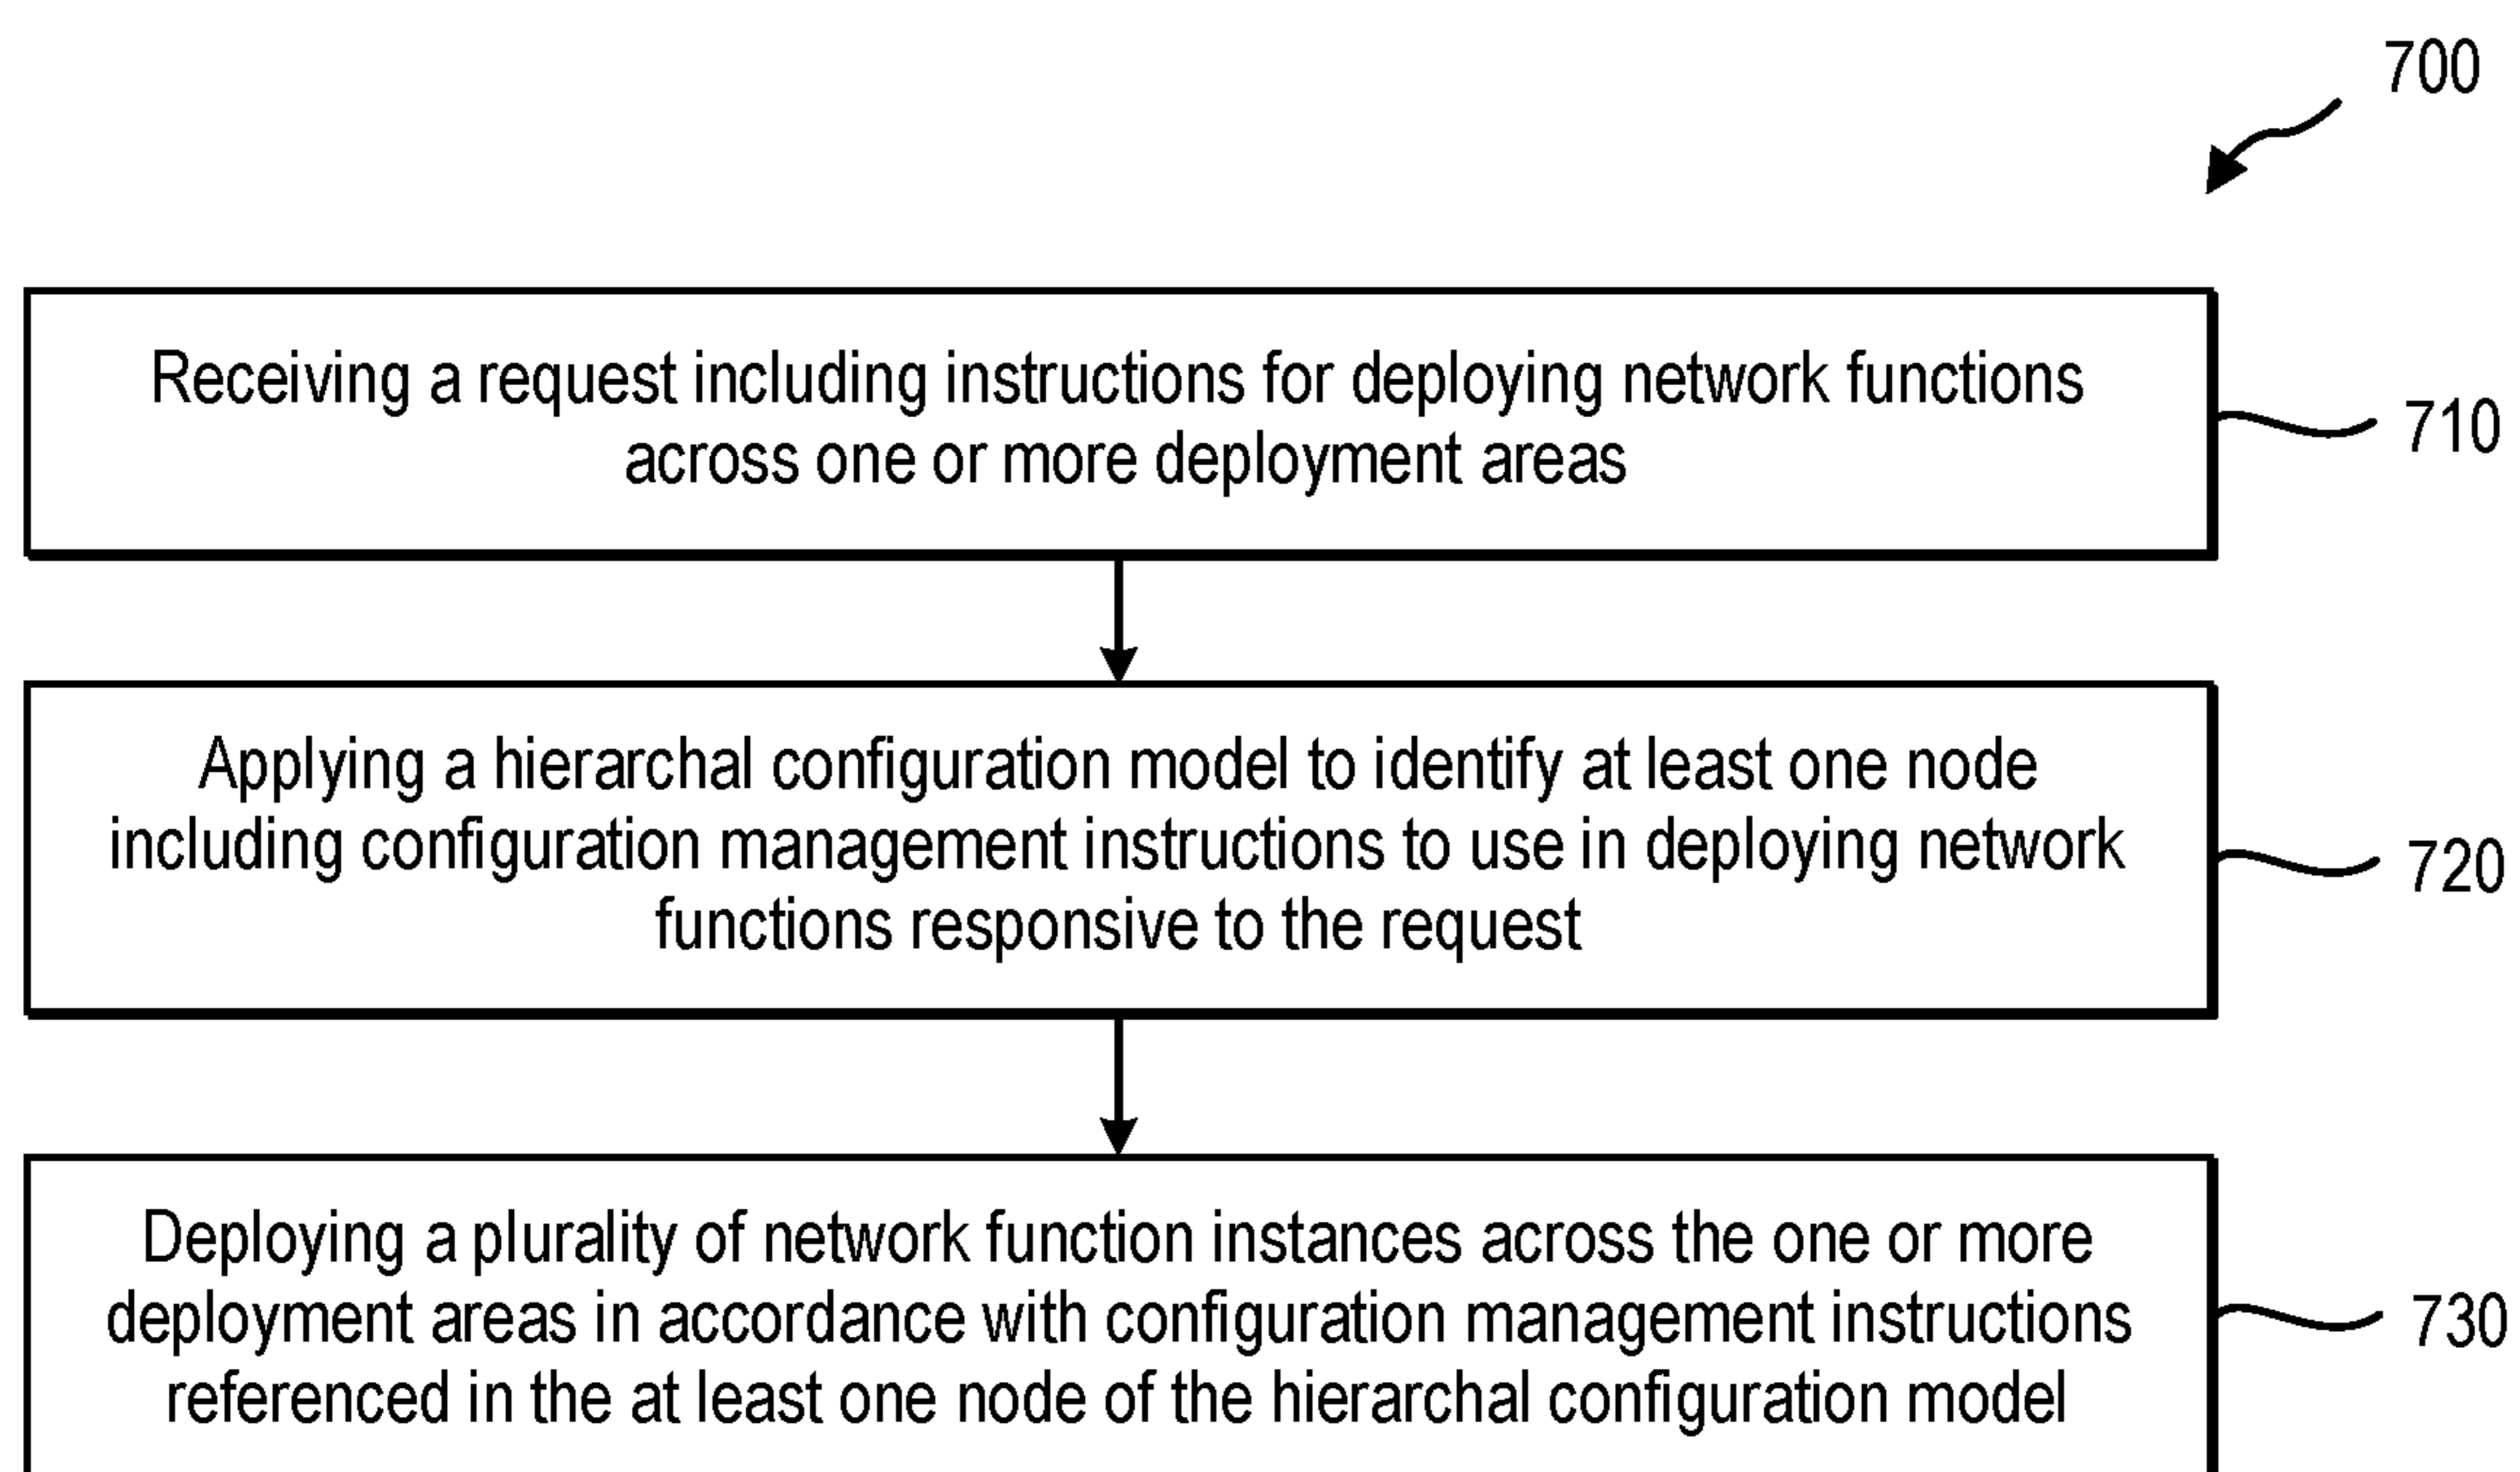 700
Receiving a request including instructions for deploying network functions
across one or more deployment areas
710
Applying a hierarchal configuration model to identify at least one node
including configuration management instructions to use in deploying network
functions responsive to the request
720
Deploying a plurality of network function instances across the one or more
deployment areas in accordance with configuration management instructions
referenced in the at least one node of the hierarchal configuration model
730